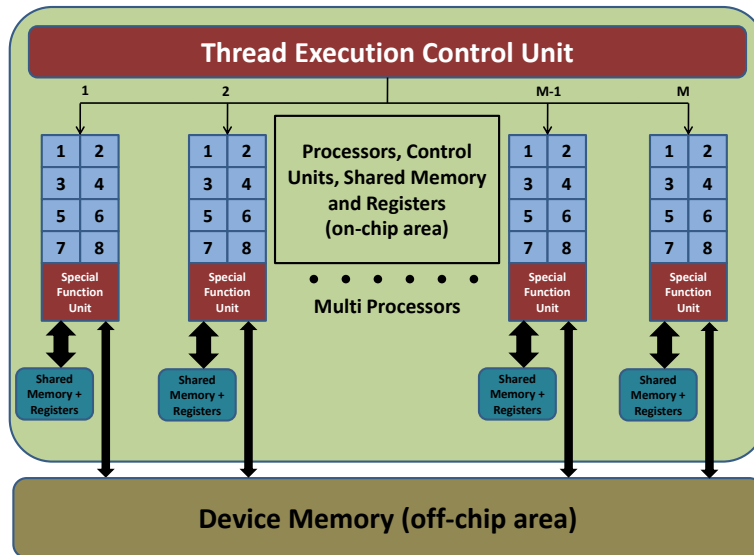 Thread Execution Control Unit
1 2 M-1 M
1 2
3 4
5 6
7 8
Special
Function
Unit
Shared
Memory +
Registers
1 2
3 4
5 6
7 8
Special
Function
Unit
Shared
Memory +
Registers
Processors, Control
Units, Shared Memory
and Registers
(on-chip area)
Multi Processors
1 2
3 4
5 6
7 8
Special
Function
Unit
Shared
Memory +
Registers
1 2
3 4
5 6
7 8
Special
Function
Unit
Shared
Memory +
Registers
Device Memory (off-chip area)